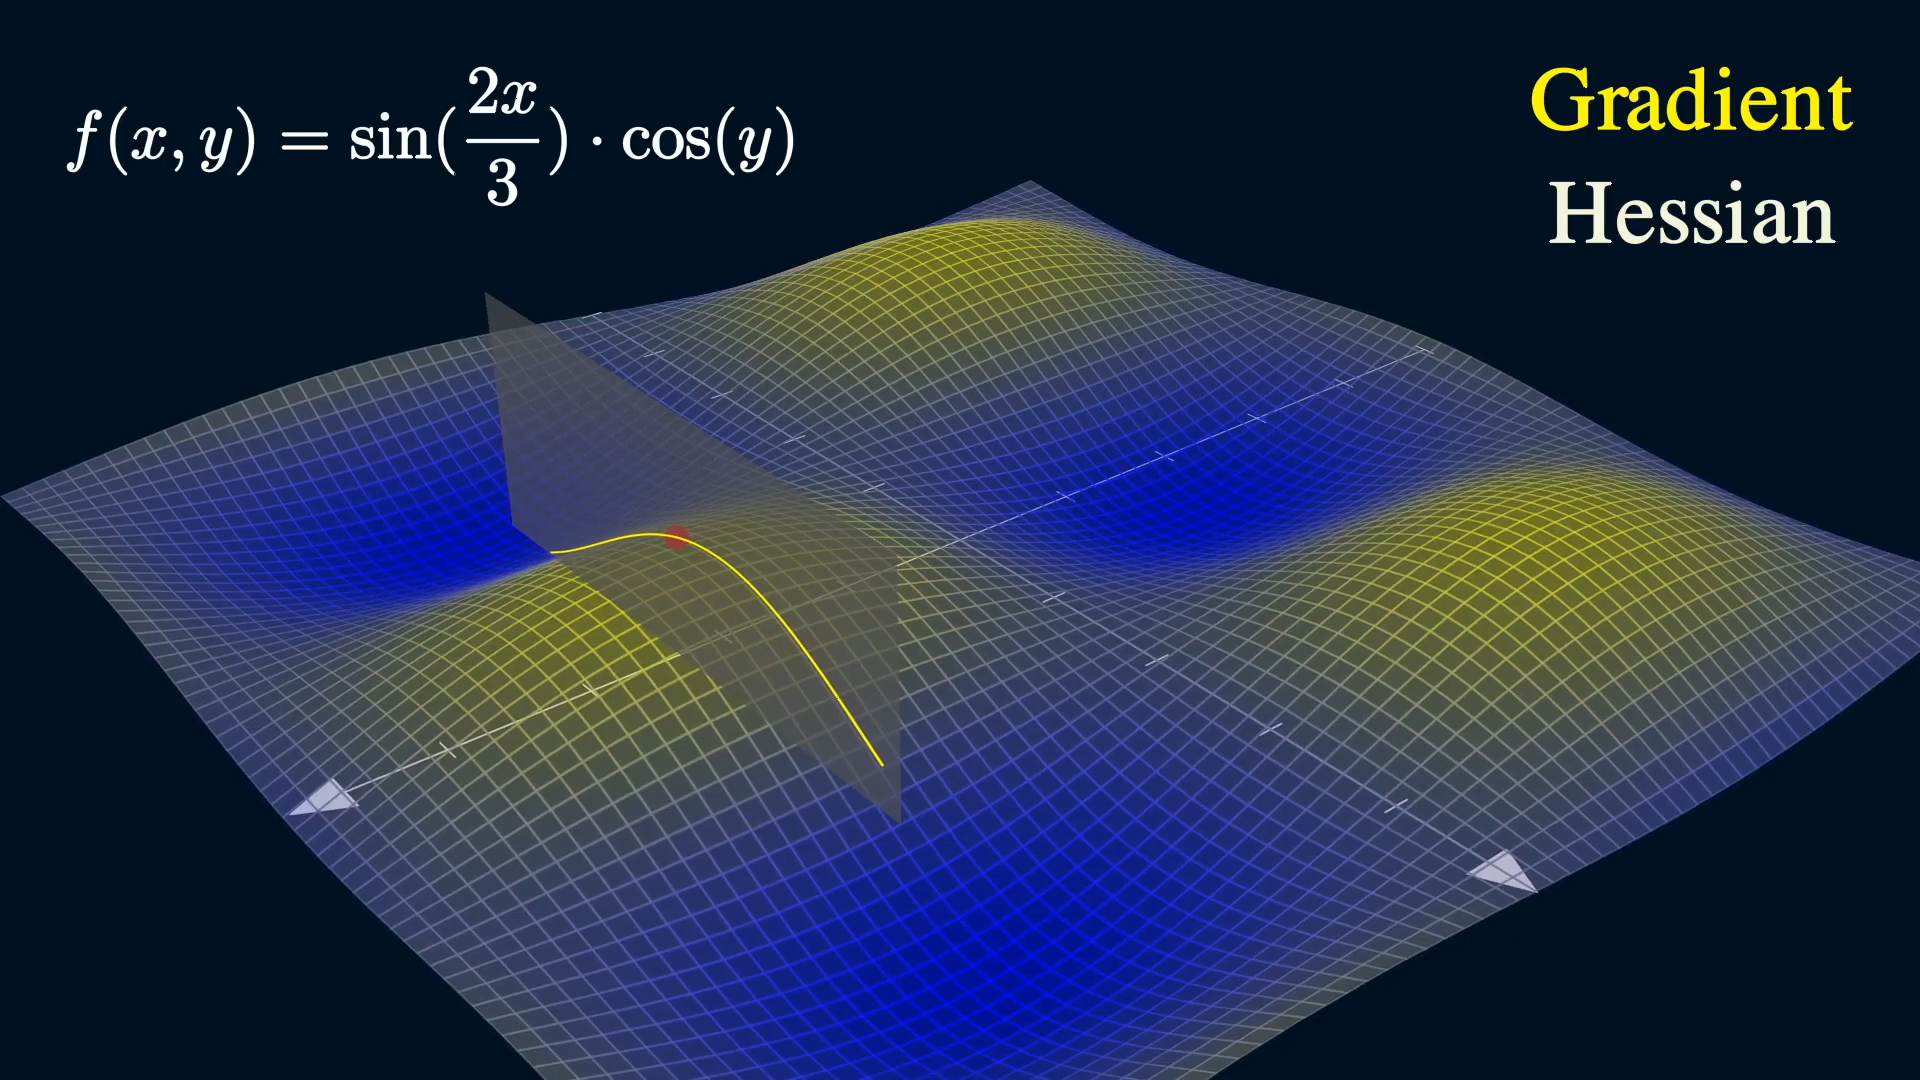 f(x, y) = sin(2x/3) · cos(y)
Gradient
Hessian